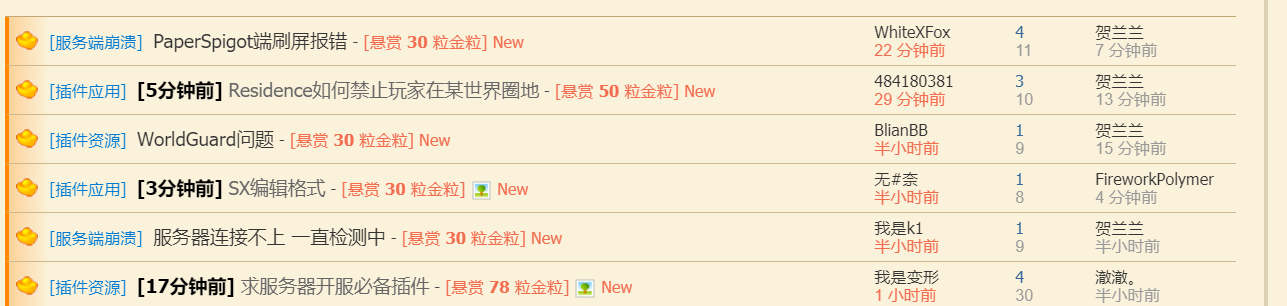 [服务端崩溃] PaperSpigot端刷屏报错 - [悬赏 30 粒金粒] New WhiteXFox 4 贺兰兰
22 分钟前 11 7 分钟前
[插件应用] [5分钟前] Residence如何禁止玩家在某世界圈地 - [悬赏 50 粒金粒] New 484180381 3 贺兰兰
29 分钟前 10 13 分钟前
[插件资源] WorldGuard问题 - [悬赏 30 粒金粒] New BlianBB 1 贺兰兰
半小时前 9 15 分钟前
[插件应用] [3分钟前] SX编辑格式 - [悬赏 30 粒金粒] New 无#奈 1 FireworkPolymer
半小时前 8 4 分钟前
[服务端崩溃] 服务器连接不上 一直检测中 - [悬赏 30 粒金粒] New 我是k1 1 贺兰兰
半小时前 9 半小时前
[插件资源] [17分钟前] 求服务器开服必备插件 - [悬赏 78 粒金粒] New 我是变形 4 澈澈。
1 小时前 30 半小时前